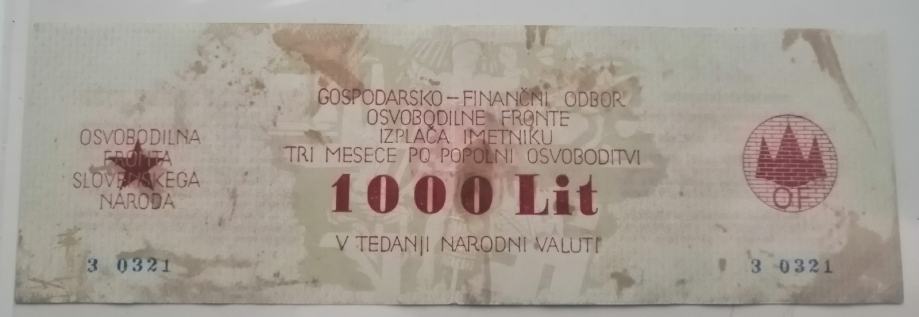 GOSPODARSKO – FINANČNI ODBOR
OSVOBODILNE FRONTE
IZPLAČA IMETNIKU
TRI MESECE PO POPOLNI OSVOBODITVI
1000 Lit
V TEDANJI NARODNI VALUTI
OSVOBODILNA
FRONTA
SLOVENSKEGA
NARODA
OF
3 0321
3 0321